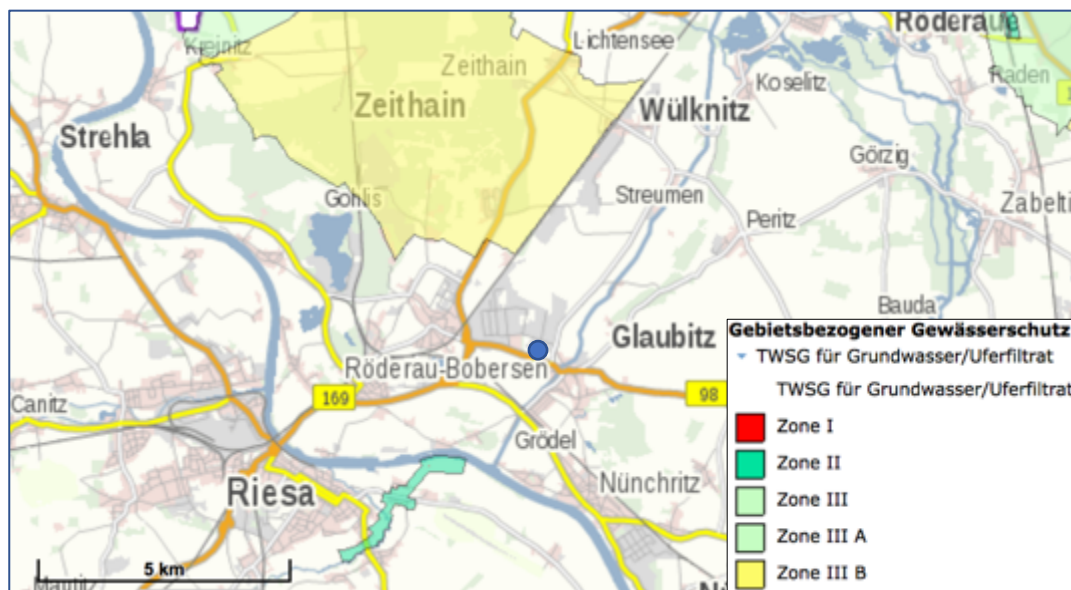 Röderaue
Kreinitz
Lichtensee
Zeithain
Raden
Koselitz
Zeithain
Wülknitz
Strehla
Görzig
Gohlis
Streumen
Zabelti
Peritz
Bauda
Glaubitz
Röderau-Bobersen
98
169
Canitz
Grödel
Nünchritz
Riesa
5 km
Gebietsbezogener Gewässerschutz
TWSG für Grundwasser/Uferfiltrat
TWSG für Grundwasser/Uferfiltrat
Zone I
Zone II
Zone III
Zone III A
Zone III B